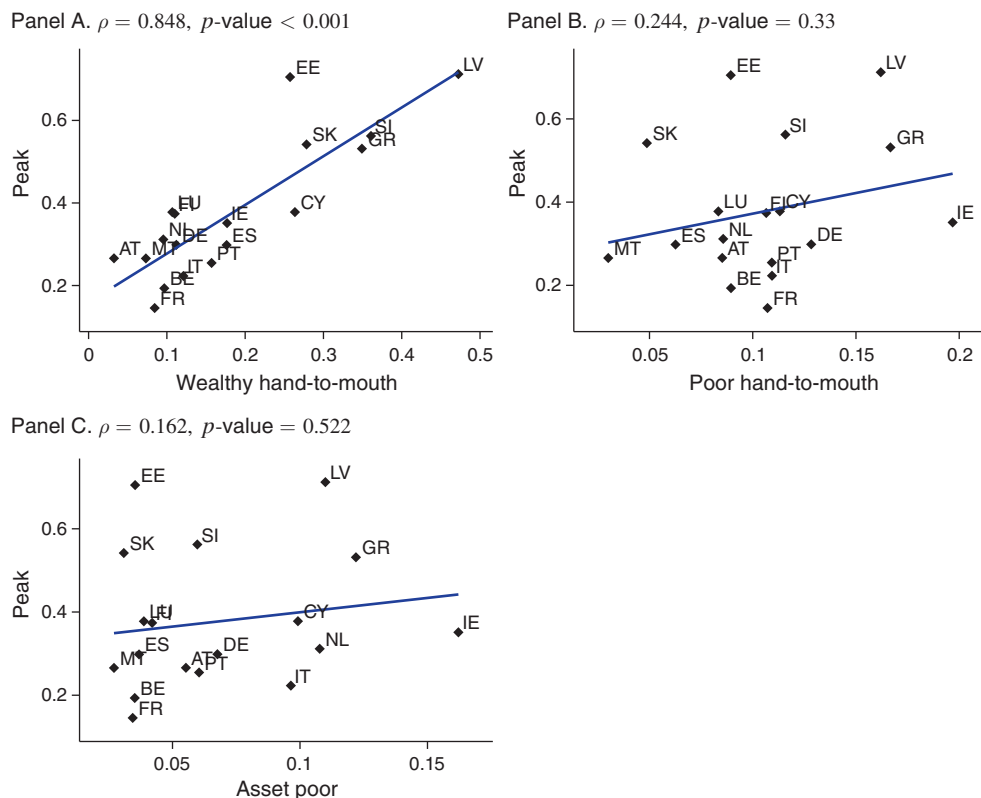 Panel A. ρ = 0.848, p-value < 0.001
Peak
0.6
0.4
0.2
EE
LV
SK
SI
GR
CY
LU
FI
IE
NL
DE
ES
AT
MT
PT
IT
BE
FR
0
0.1
0.2
0.3
0.4
0.5
Wealthy hand-to-mouth
Panel B. ρ = 0.244, p-value = 0.33
Peak
0.6
0.4
0.2
EE
LV
SK
SI
GR
LU
FI
CY
IE
MT
ES
NL
DE
AT
PT
IT
BE
FR
0.05
0.1
0.15
0.2
Poor hand-to-mouth
Panel C. ρ = 0.162, p-value = 0.522
Peak
0.6
0.4
0.2
EE
LV
SK
SI
GR
LU
FI
CY
IE
ES
DE
NL
MT
AT
PT
IT
BE
FR
0.05
0.1
0.15
Asset poor